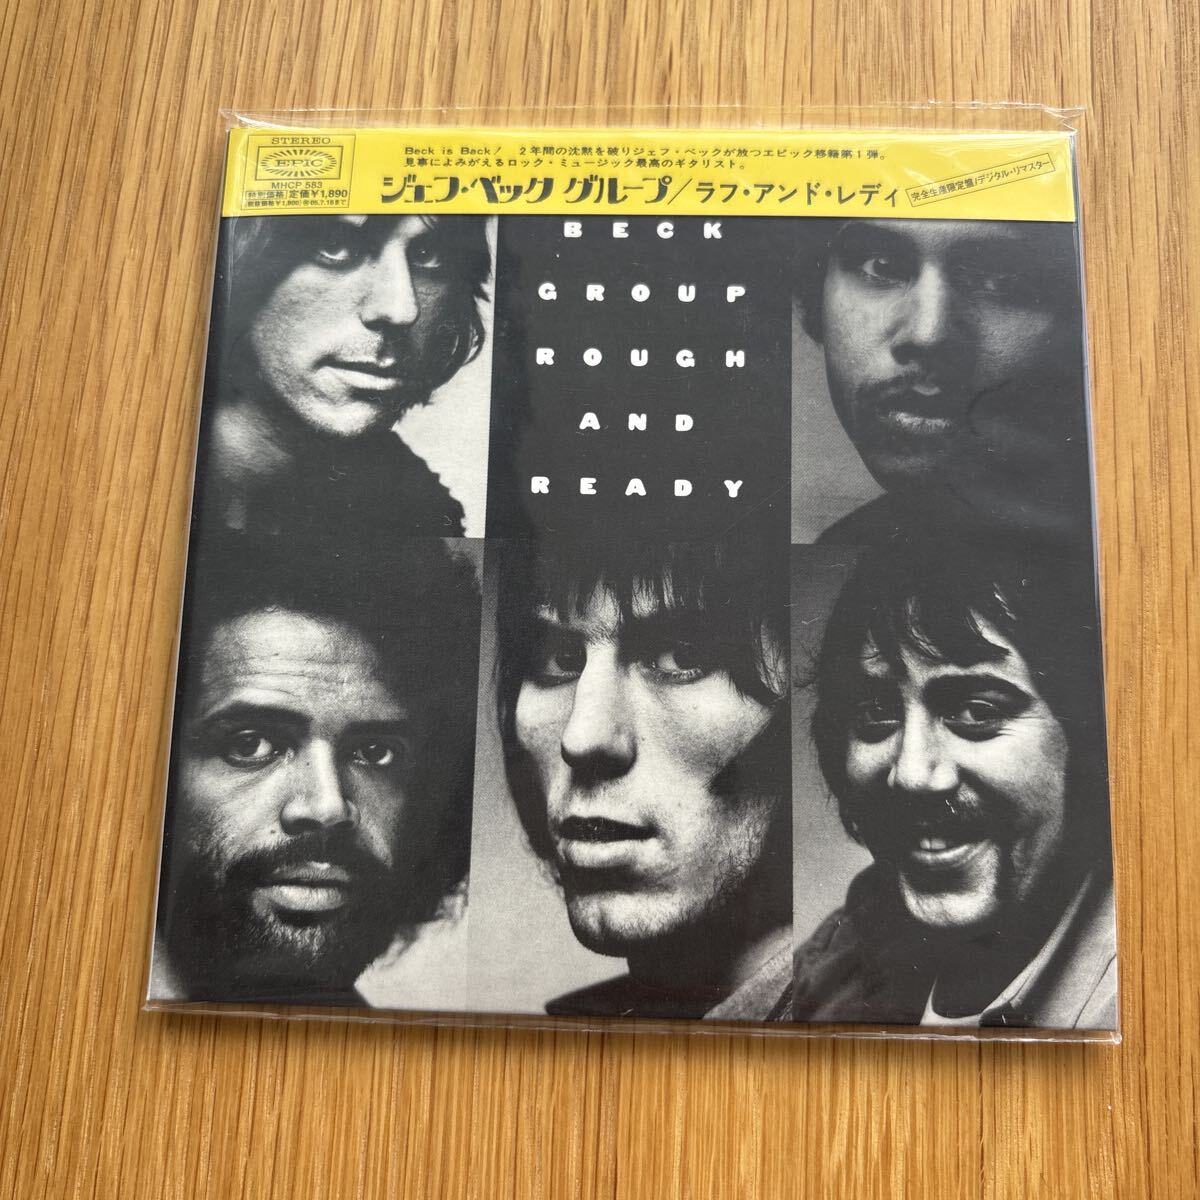 STEREO
EPIC
MHCP 583
特別価格 定価¥1,890
Beck is Back! 2年間の沈黙を破りジェフ・ベックが放つエピック移籍第1弾。
見事によみがえるロック・ミュージック最高のギタリスト。
ジェフ・ベック グループ/ラフ・アンド・レディ
完全生産限定盤/デジタル・リマスター
BECK
GROUP
ROUGH
AND
READY